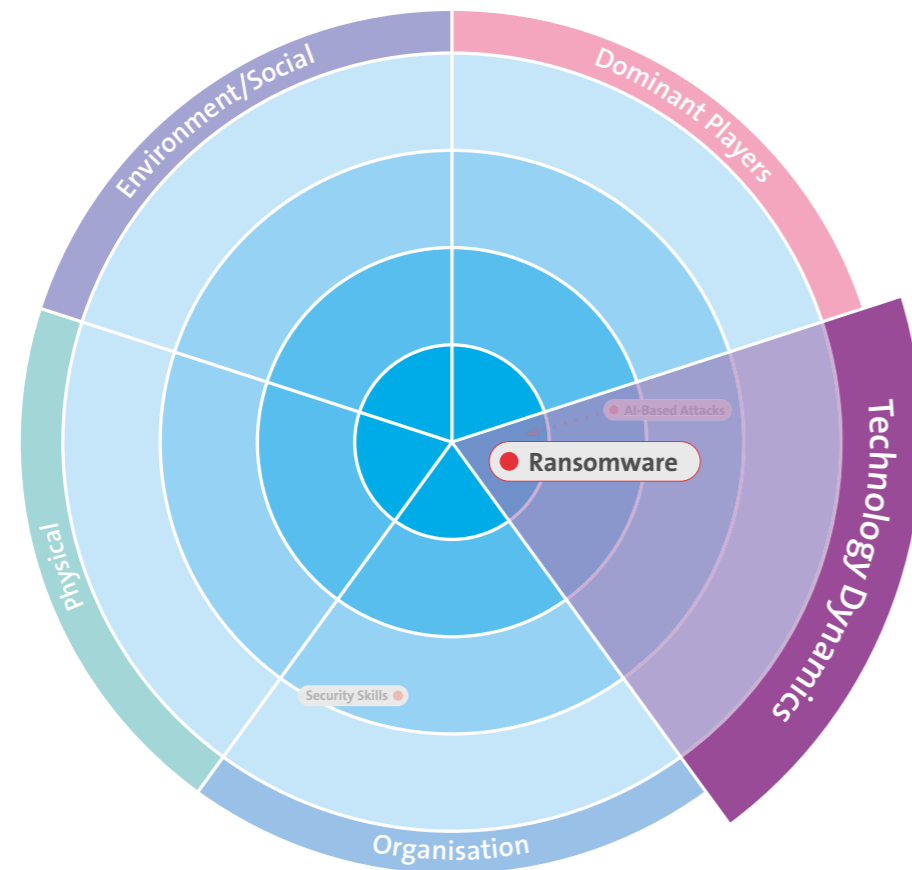 Environment/Social
Dominant Players
AI-Based Attacks
Ransomware
Technology Dynamics
Physical
Security Skills
Organisation